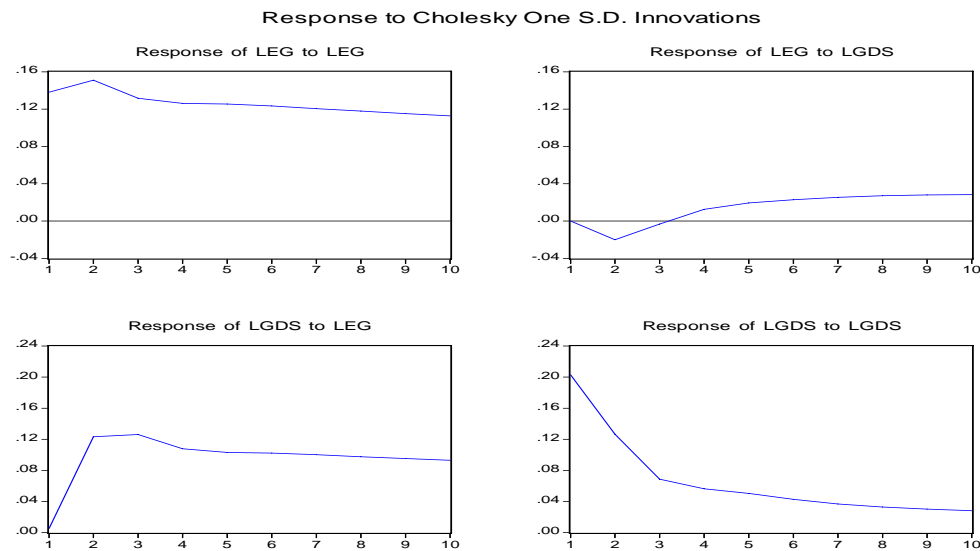 Response to Cholesky One S.D. Innovations
Response of LEG to LEG
.16
.12
.08
.04
.00
-.04
1 2 3 4 5 6 7 8 9 10
Response of LEG to LGDS
.16
.12
.08
.04
.00
-.04
1 2 3 4 5 6 7 8 9 10
Response of LGDS to LEG
.24
.20
.16
.12
.08
.04
.00
1 2 3 4 5 6 7 8 9 10
Response of LGDS to LGDS
.24
.20
.16
.12
.08
.04
.00
1 2 3 4 5 6 7 8 9 10